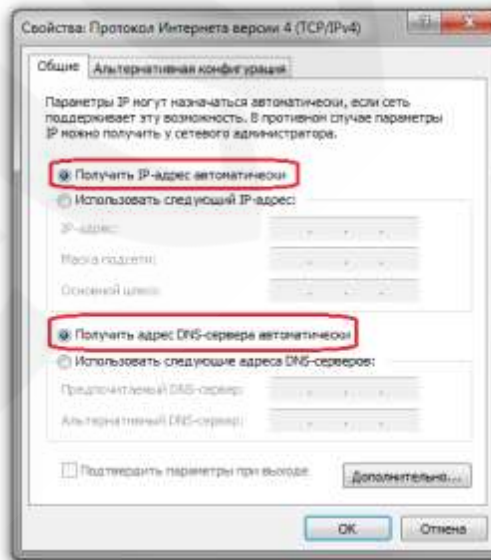 Свойства: Протокол Интернета версии 4 (TCP/IPv4)
Общие
Альтернативная конфигурация
Параметры IP могут назначаться автоматически, если сеть
поддерживает эту возможность. В противном случае параметры
IP можно получить у сетевого администратора.
Получить IP-адрес автоматически
Использовать следующий IP-адрес:
IP-адрес:
Маска подсети:
Основной шлюз:
Получить адрес DNS-сервера автоматически
Использовать следующие адреса DNS-серверов:
Предпочитаемый DNS-сервер:
Альтернативный DNS-сервер:
Подтвердить параметры при выходе
Дополнительно...
ОК
Отмена